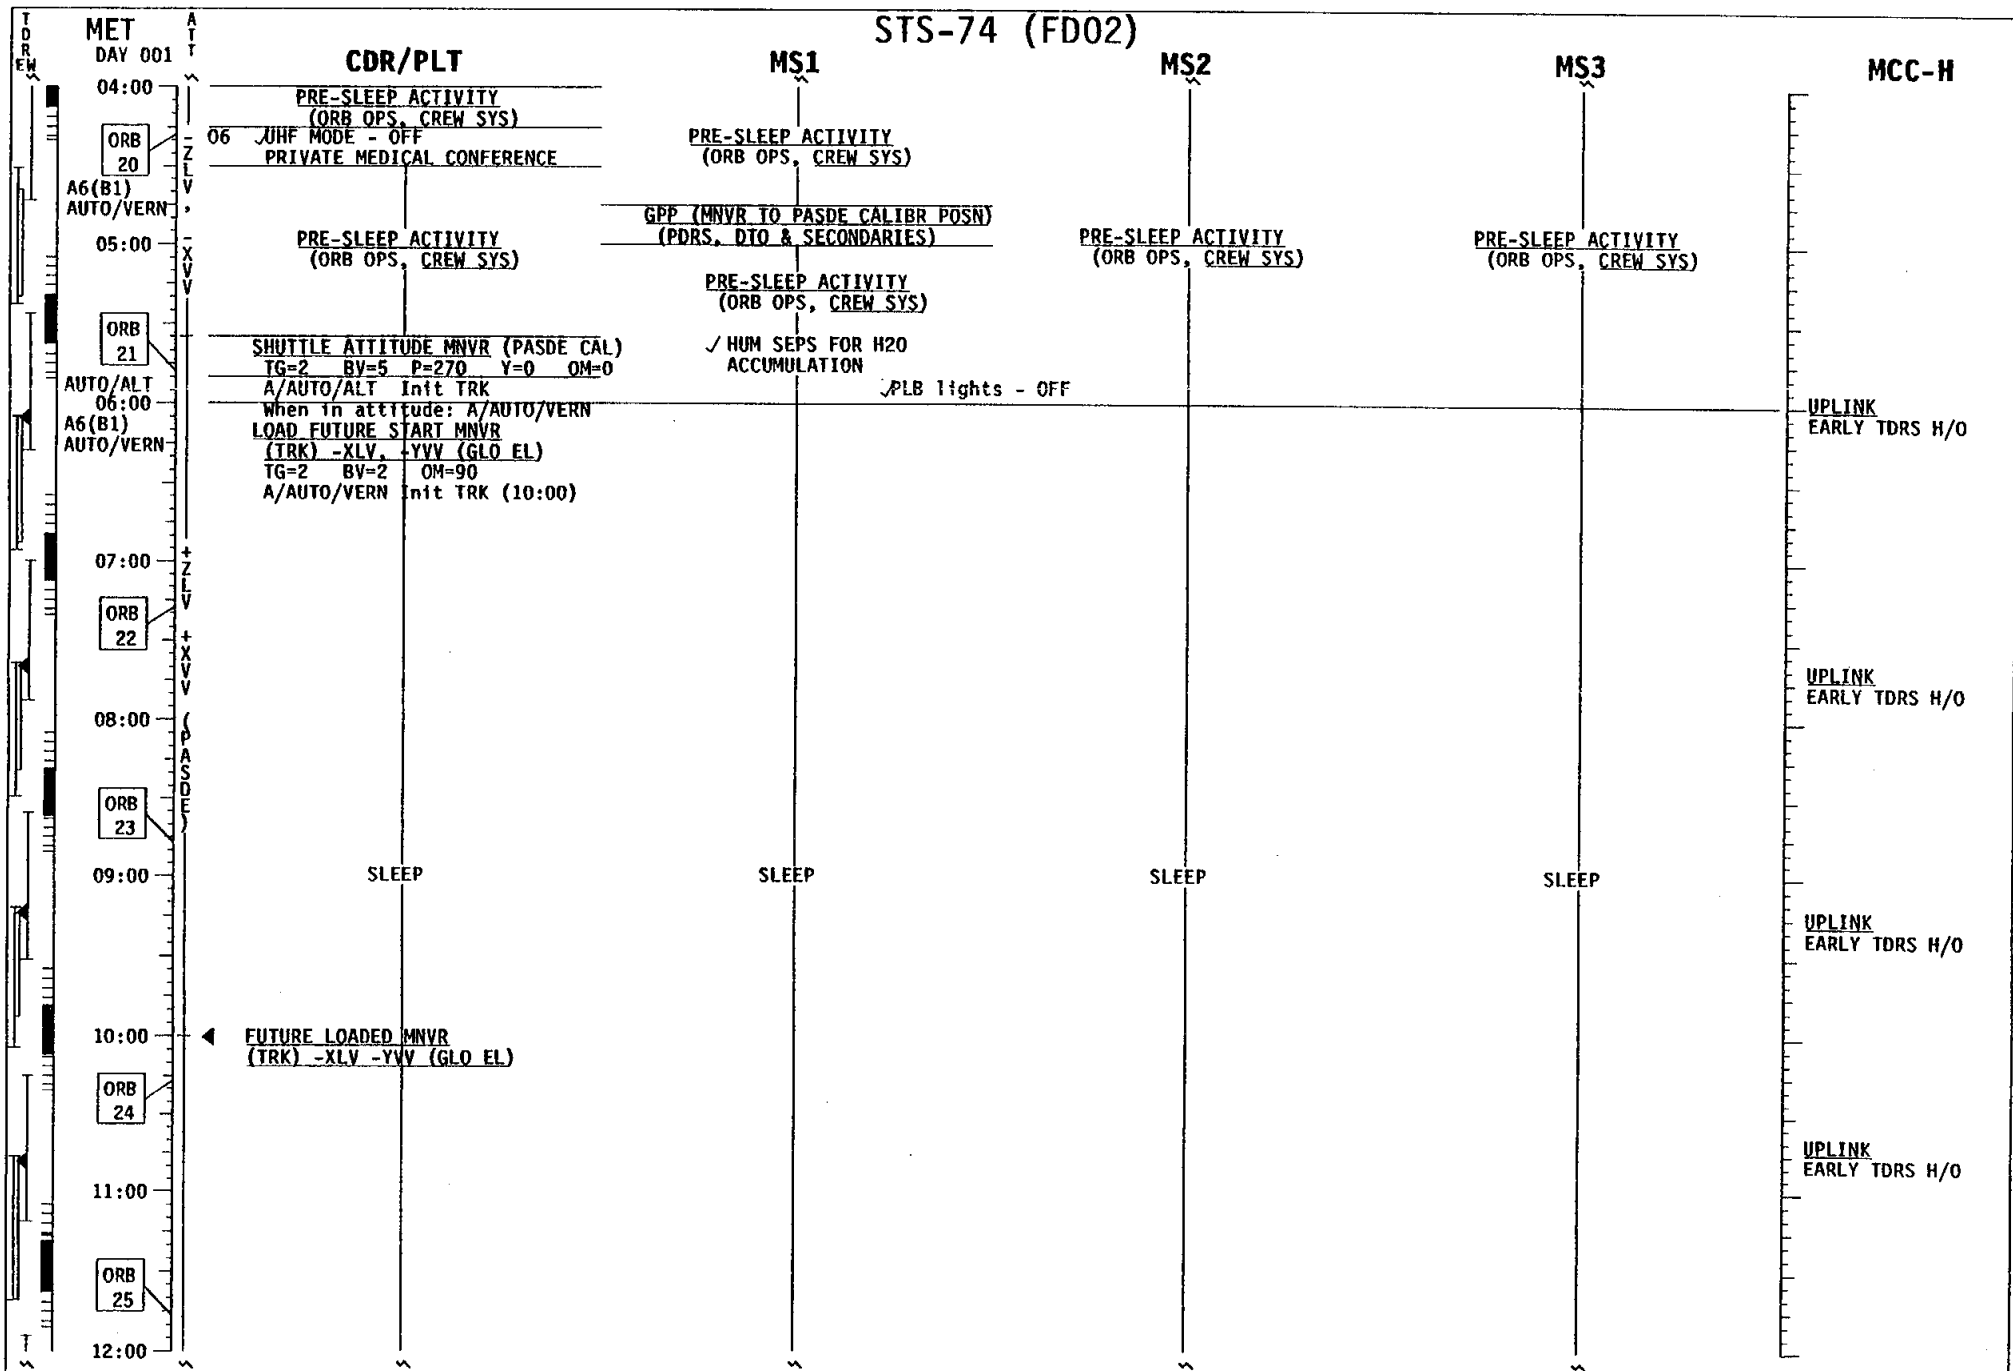 STS-74 (FD02)
TDRE W
MET
DAY 001
ATT
CDR/PLT
MS1
MS2
MS3
MCC-H
04:00
PRE-SLEEP ACTIVITY
(ORB OPS, CREW SYS)
ORB
20
06 √UHF MODE - OFF
PRIVATE MEDICAL CONFERENCE
PRE-SLEEP ACTIVITY
(ORB OPS, CREW SYS)
-ZLV, -XVV
A6(B1)
AUTO/VERN
GPP (MNVR TO PASDE CALIBR POSN)
(PDRS, DTO & SECONDARIES)
05:00
PRE-SLEEP ACTIVITY
(ORB OPS, CREW SYS)
PRE-SLEEP ACTIVITY
(ORB OPS, CREW SYS)
PRE-SLEEP ACTIVITY
(ORB OPS, CREW SYS)
PRE-SLEEP ACTIVITY
(ORB OPS, CREW SYS)
ORB
21
SHUTTLE ATTITUDE MNVR (PASDE CAL)
TG=2 BV=5 P=270 Y=0 OM=0
√ HUM SEPS FOR H2O
ACCUMULATION
AUTO/ALT
A/AUTO/ALT Init TRK
√PLB lights - OFF
06:00
When in attitude: A/AUTO/VERN
A6(B1)
AUTO/VERN
LOAD FUTURE START MNVR
(TRK) -XLV, -YVV (GLO EL)
TG=2 BV=2 OM=90
A/AUTO/VERN Init TRK (10:00)
UPLINK
EARLY TDRS H/O
07:00
+ZLV +XVV (PASDE)
ORB
22
UPLINK
EARLY TDRS H/O
08:00
ORB
23
09:00
SLEEP
SLEEP
SLEEP
SLEEP
UPLINK
EARLY TDRS H/O
10:00
FUTURE LOADED MNVR
(TRK) -XLV -YVV (GLO EL)
ORB
24
UPLINK
EARLY TDRS H/O
11:00
ORB
25
12:00